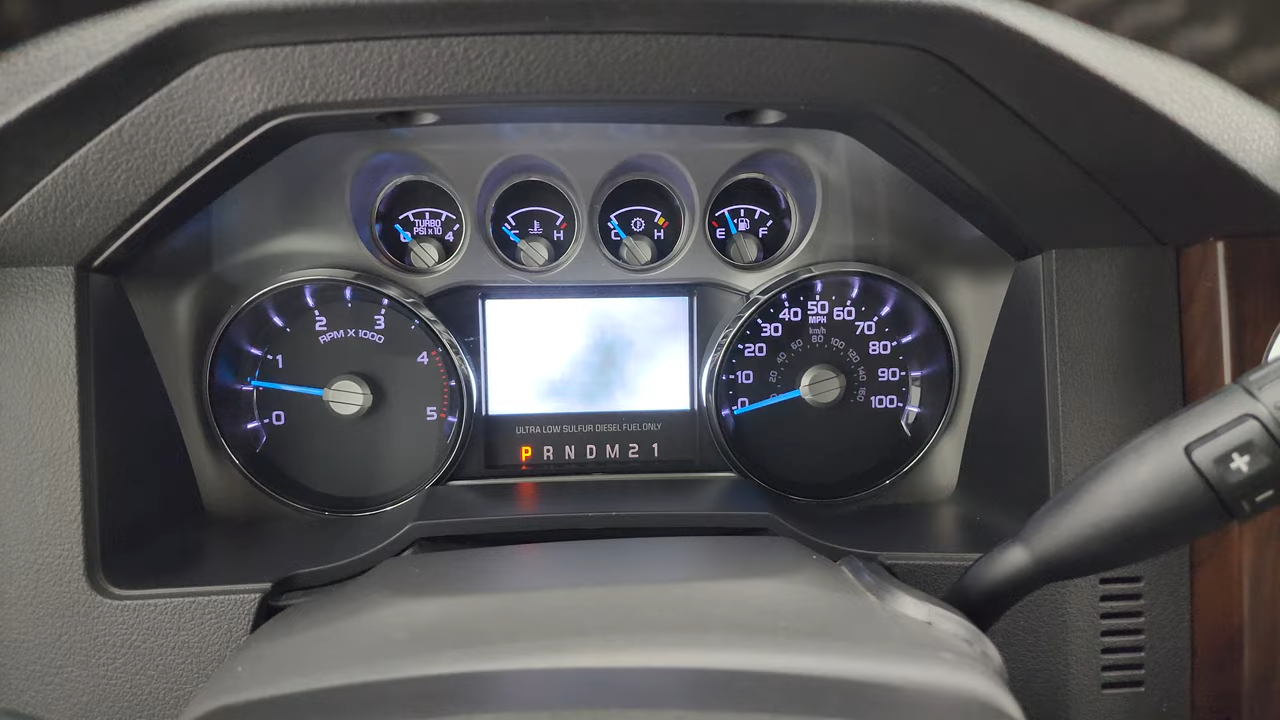 TURBO
PSI x 10
0 4
C H
C H
E F
0 1 2 3 4 5
RPM X 1000
0 10 20 30 40 50 60 70 80 90 100
MPH
km/h
20 40 60 80 100 120 140 160
ULTRA LOW SULFUR DIESEL FUEL ONLY
P R N D M 2 1
+
−